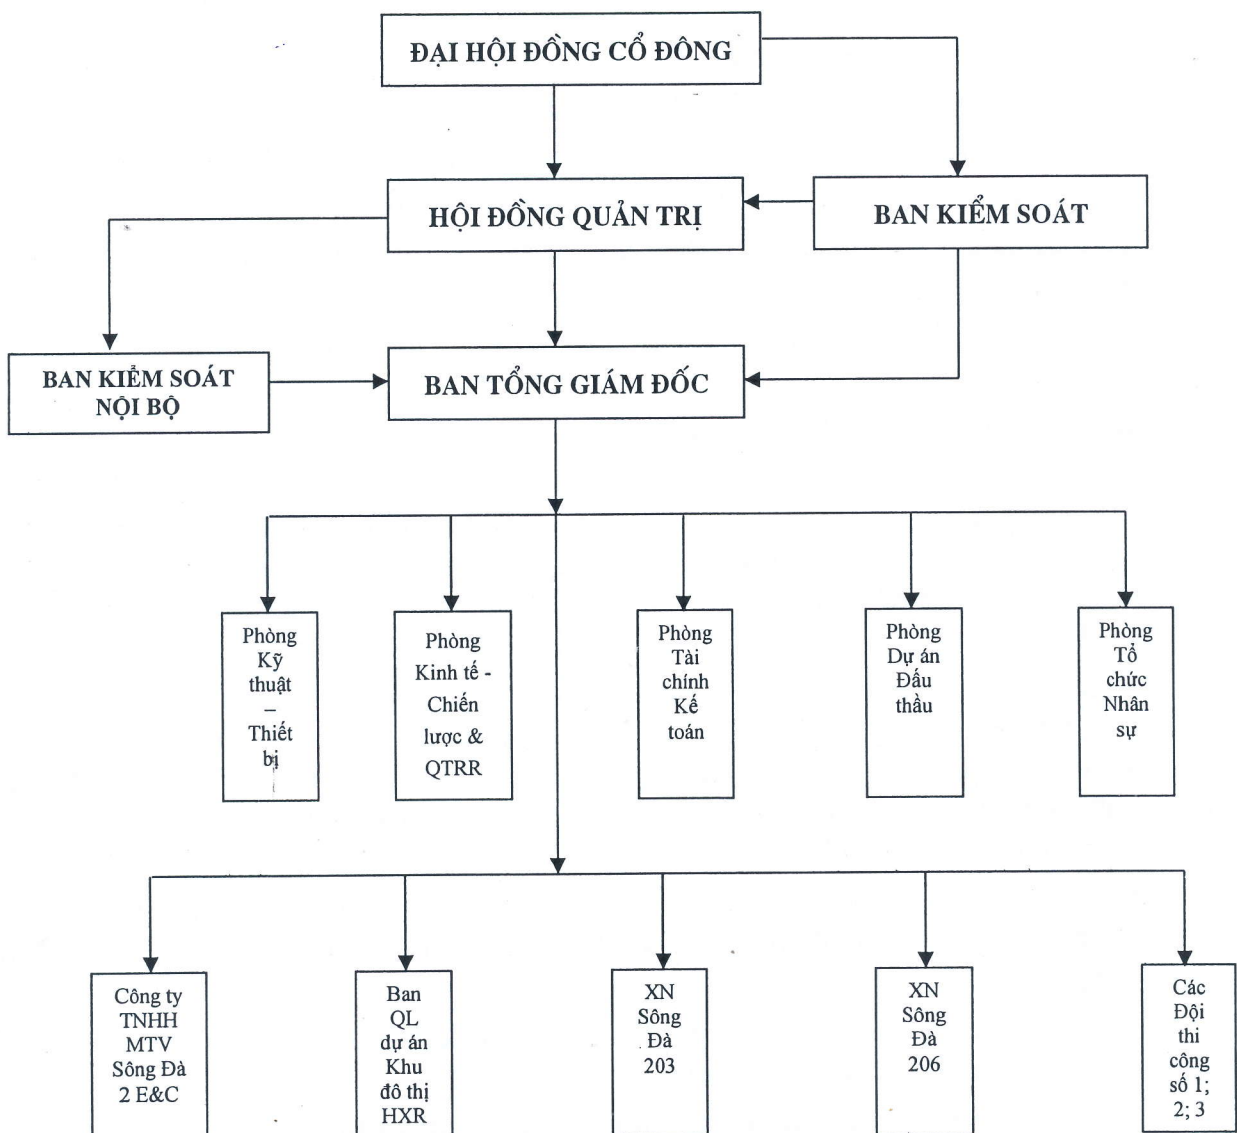 ĐẠI HỘI ĐỒNG CỔ ĐÔNG
HỘI ĐỒNG QUẢN TRỊ
BAN KIỂM SOÁT
BAN KIỂM SOÁT
NỘI BỘ
BAN TỔNG GIÁM ĐỐC
Phòng
Kỹ
thuật
–
Thiết
bị
Phòng
Kinh tế -
Chiến
lược &
QTRR
Phòng
Tài
chính
Kế
toán
Phòng
Dự án
Đấu
thầu
Phòng
Tổ
chức
Nhân
sự
Công ty
TNHH
MTV
Sông Đà
2 E&C
Ban
QL
dự án
Khu
đô thị
HXR
XN
Sông
Đà
203
XN
Sông
Đà
206
Các
Đội
thi
công
số 1;
2; 3